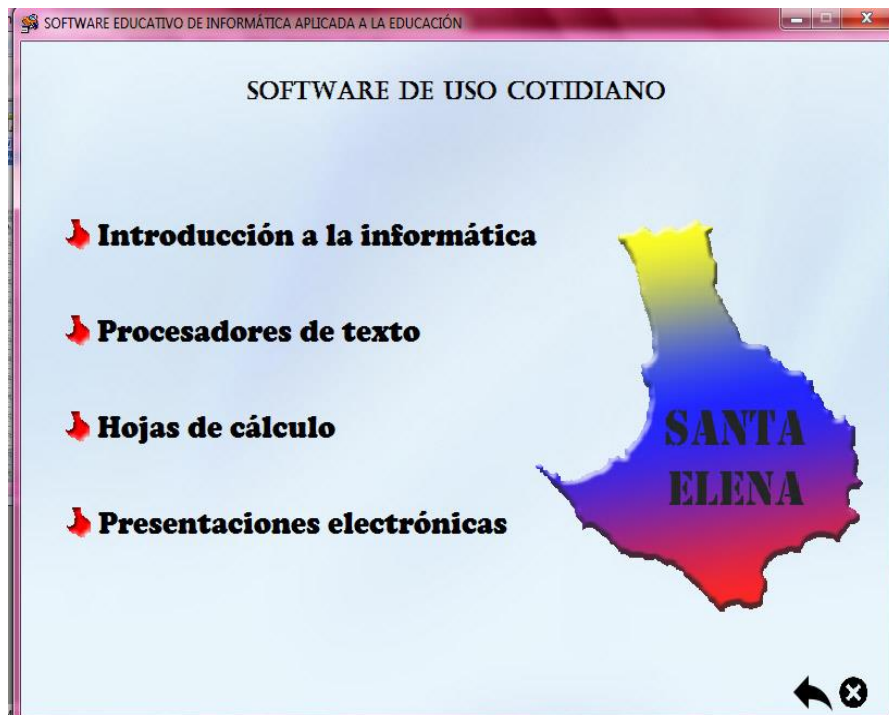 SOFTWARE EDUCATIVO DE INFORMÁTICA APLICADA A LA EDUCACIÓN
SOFTWARE DE USO COTIDIANO
Introducción a la informática
Procesadores de texto
Hojas de cálculo
Presentaciones electrónicas
SANTA
ELENA